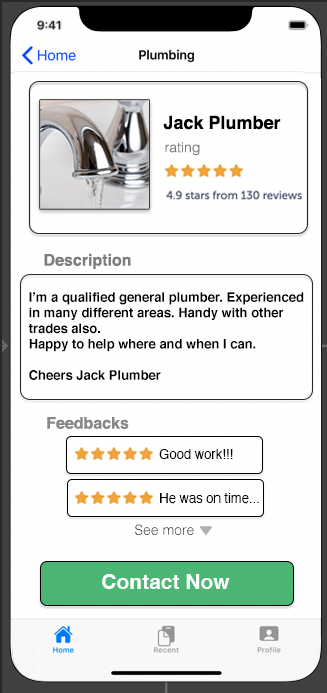 9:41
Home
Plumbing
Jack Plumber
rating
4.9 stars from 130 reviews
Description
I'm a qualified general plumber. Experienced
in many different areas. Handy with other
trades also.
Happy to help where and when I can.
Cheers Jack Plumber
Feedbacks
Good work!!!
He was on time...
See more
Contact Now
Home
Recent
Profile